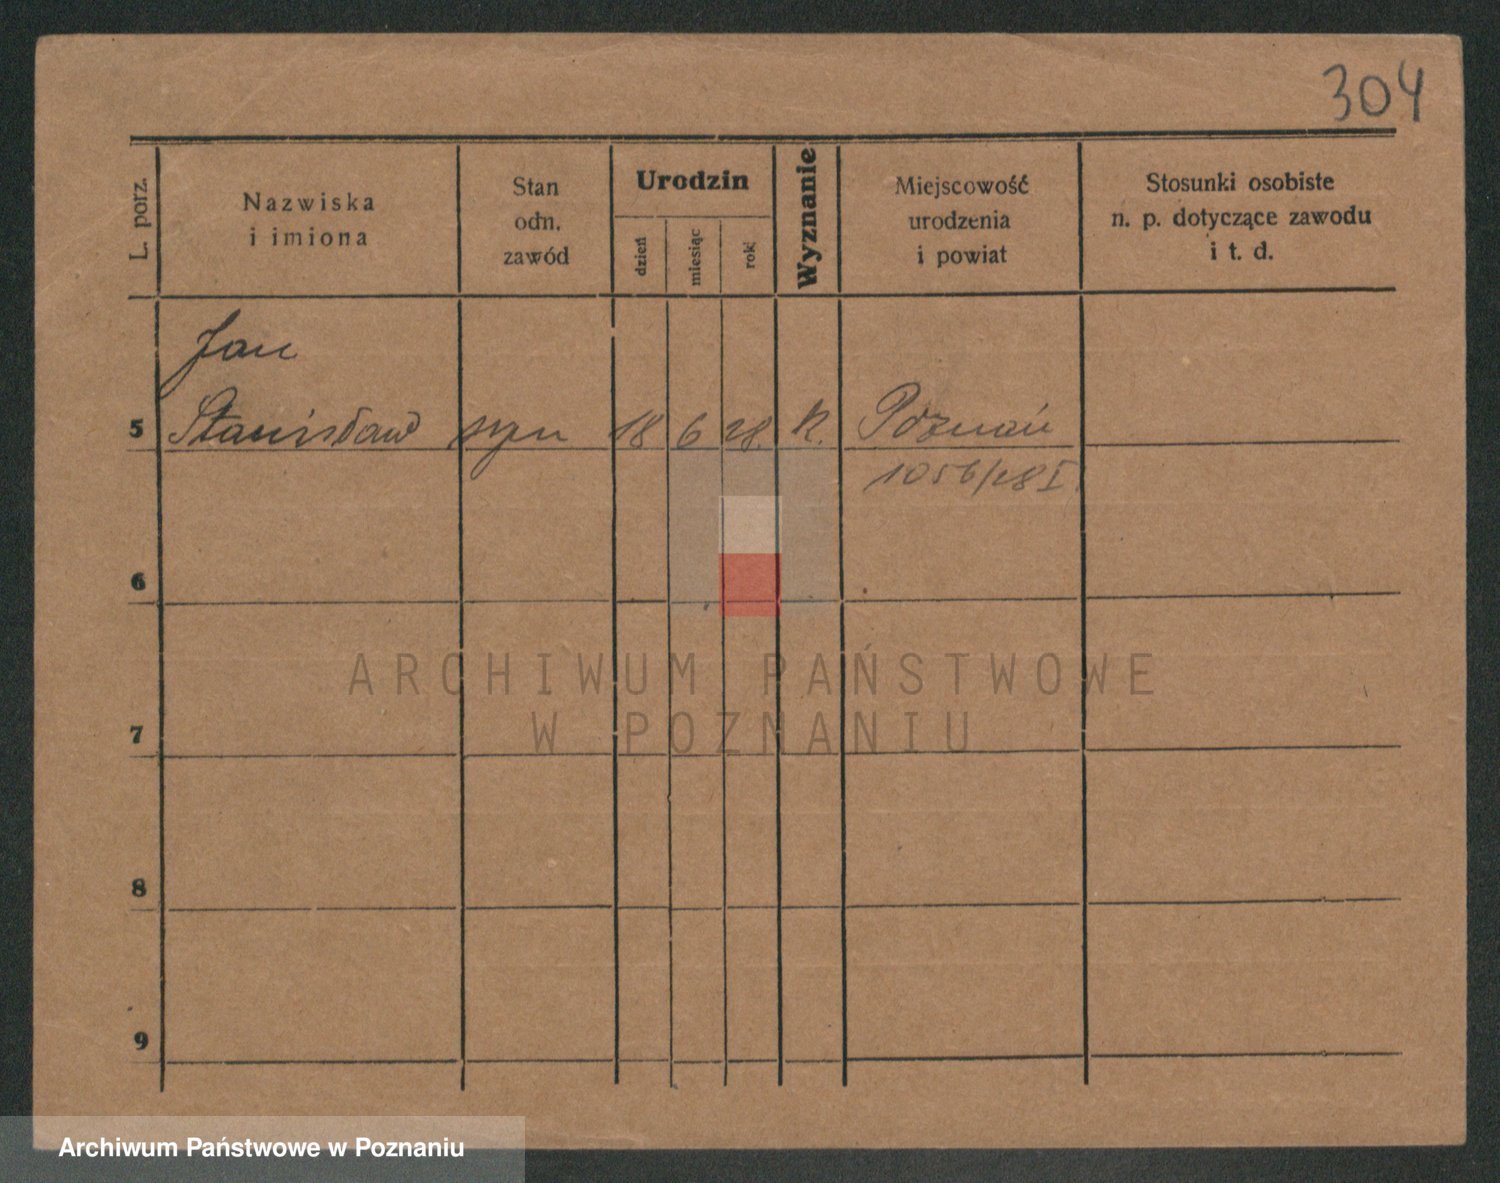 304
L. porz.
Nazwiska
i imiona
Stan
odn.
zawód
Urodzin
dzień
miesiąc
rok
Wyznanie
Miejscowość
urodzenia
i powiat
Stosunki osobiste
n. p. dotyczące zawodu
i t. d.
Jan
5 Stanisław syn 18 6 28. K. Poznań
1056/28 I.
6
7
8
9
ARCHIWUM PAŃSTWOWE
W POZNANIU
Archiwum Państwowe w Poznaniu